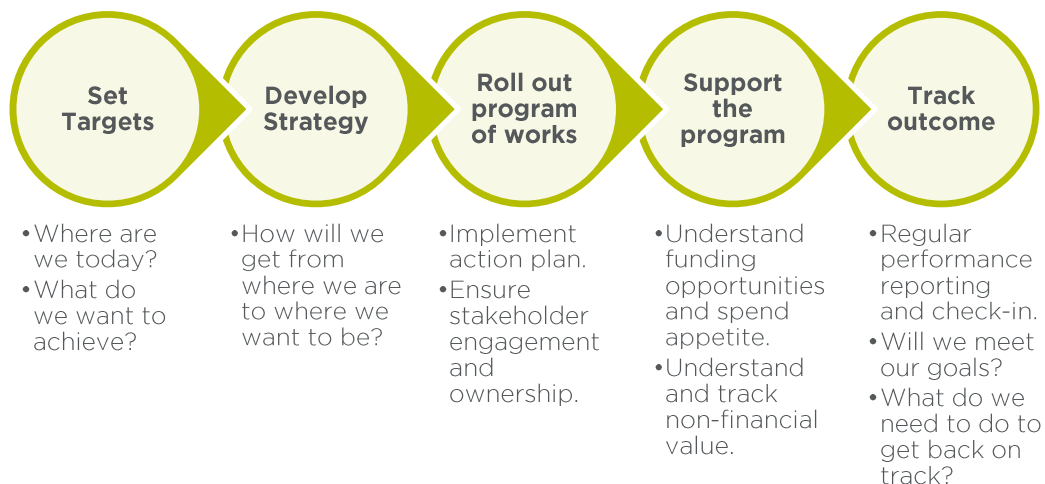 Set
Targets
Develop
Strategy
Roll out
program
of works
Support
the
program
Track
outcome
•Where are
we today?
•What do
we want to
achieve?
•How will we
get from
where we are
to where we
want to be?
•Implement
action plan.
•Ensure
stakeholder
engagement
and
ownership.
•Understand
funding
opportunities
and spend
appetite.
•Understand
and track
non-financial
value.
•Regular
performance
reporting
and check-in.
•Will we meet
our goals?
•What do we
need to do to
get back on
track?